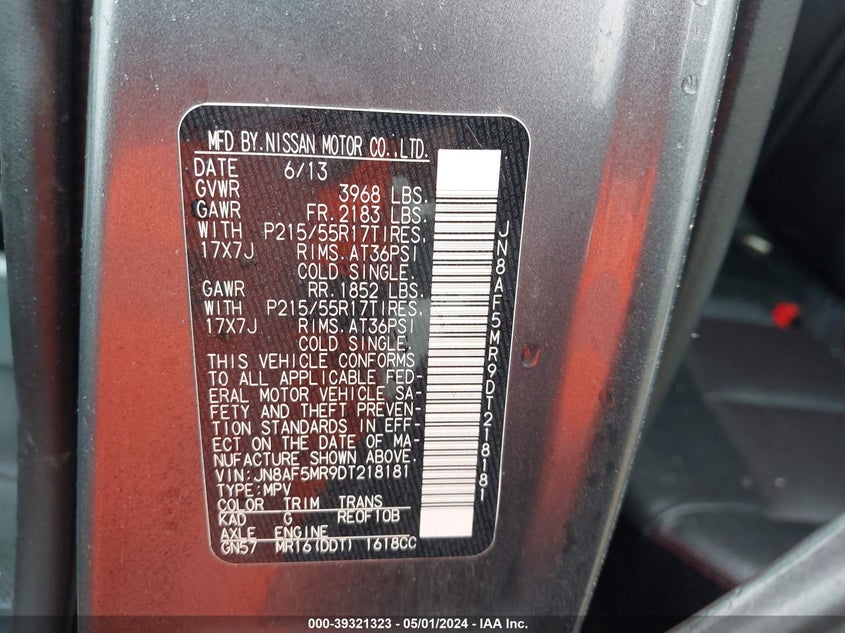 MFD BY.NISSAN MOTOR CO.,LTD.
DATE 6/13
GVWR 3968 LBS.
GAWR FR.2183 LBS.
WITH P215/55R17TIRES.
17X7J RIMS.AT36PSI
COLD SINGLE.
GAWR RR.1852 LBS.
WITH P215/55R17TIRES.
17X7J RIMS.AT36PSI
COLD SINGLE.
THIS VEHICLE CONFORMS
TO ALL APPLICABLE FED-
ERAL MOTOR VEHICLE SA-
FETY AND THEFT PREVEN-
TION STANDARDS IN EFF-
ECT ON THE DATE OF MA-
NUFACTURE SHOWN ABOVE.
VIN:JN8AF5MR9DT218181
TYPE:MPV
COLOR TRIM TRANS
KAD G RE0F10B
AXLE ENGINE
GN57 MR16(DDT) 1618CC
JN8AF5MR9DT218181
000-39321323 - 05/01/2024 - IAA Inc.